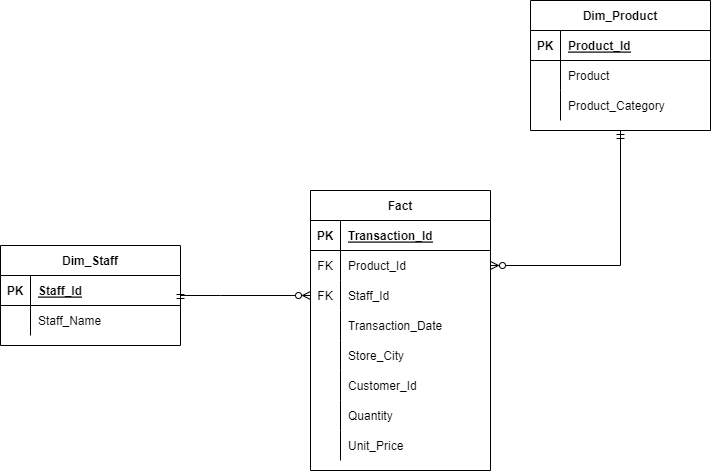 Dim_Product
PK Product_Id
Product
Product_Category
Fact
PK Transaction_Id
FK Product_Id
FK Staff_Id
Transaction_Date
Store_City
Customer_Id
Quantity
Unit_Price
Dim_Staff
PK Staff_Id
Staff_Name